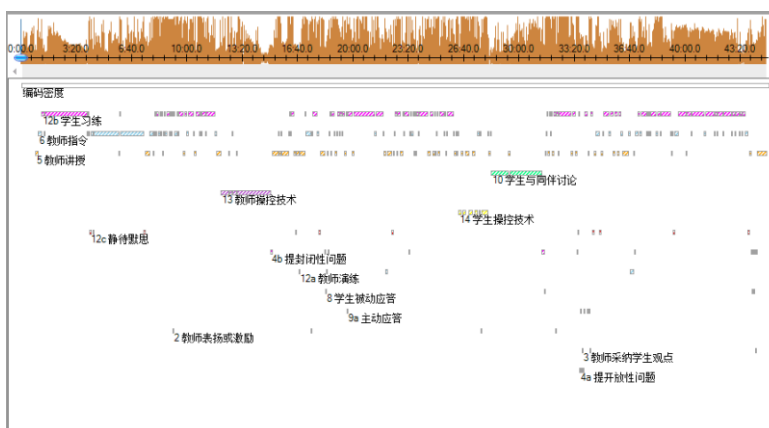 0:00.0 3:20.0 6:40.0 10:00.0 13:20.0 16:40.0 20:00.0 23:20.0 26:40.0 30:00.0 33:20.0 36:40.0 40:00.0 43:20.0
编码密度
12b 学生习练
6 教师指令
5 教师讲授
10 学生与同伴讨论
13 教师操控技术
14 学生操控技术
12c 静待默思
4b 提封闭性问题
12a 教师演练
8 学生被动应答
9a 主动应答
2 教师表扬或激励
3 教师采纳学生观点
4a 提开放性问题